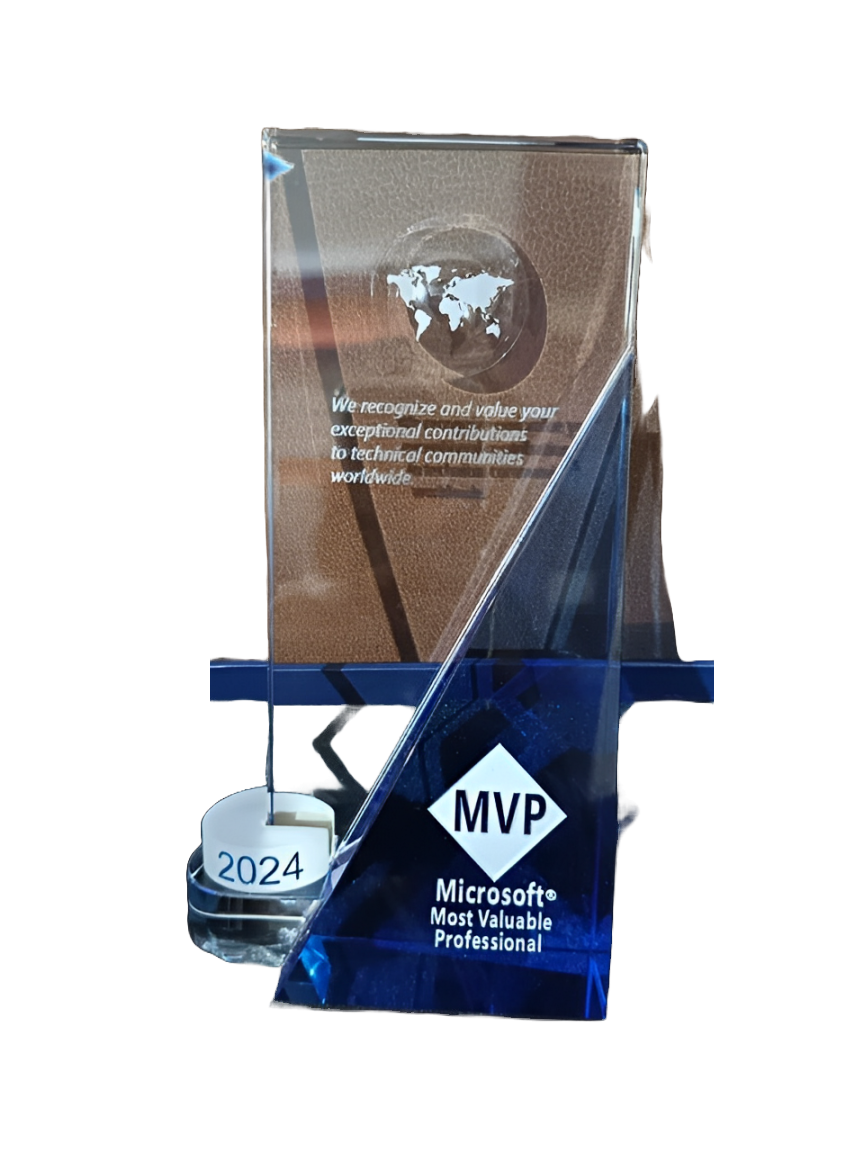 We recognize and value your
exceptional contributions
to technical communities
worldwide.
2024
MVP
Microsoft®
Most Valuable
Professional